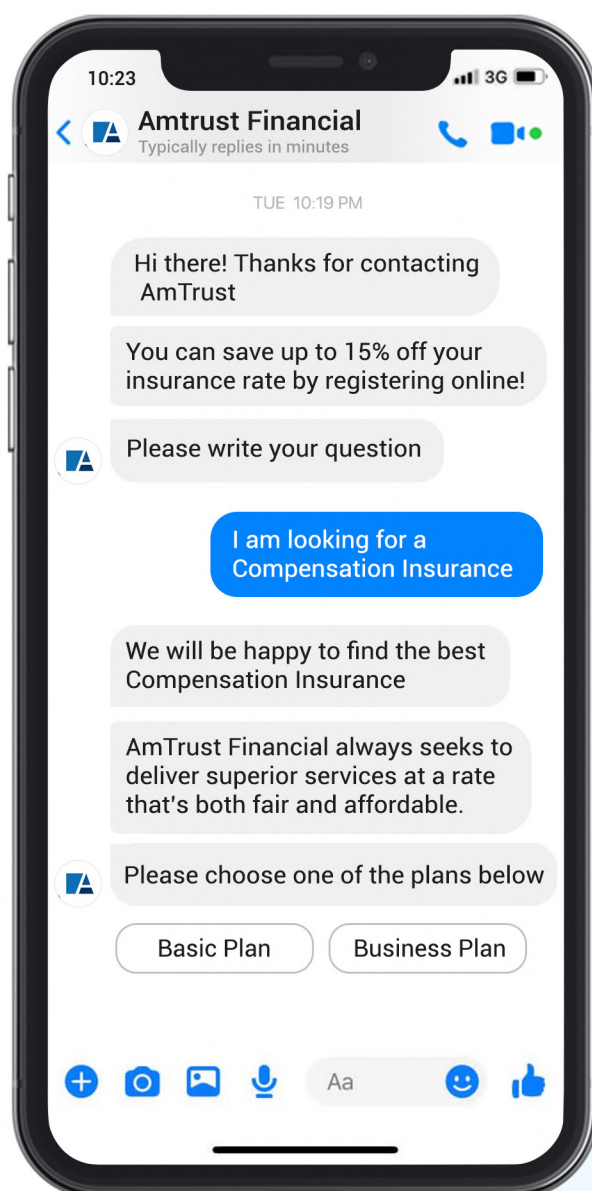 10:23
3G
Amtrust Financial
Typically replies in minutes
TUE 10:19 PM
Hi there! Thanks for contacting
AmTrust
You can save up to 15% off your
insurance rate by registering online!
Please write your question
I am looking for a
Compensation Insurance
We will be happy to find the best
Compensation Insurance
AmTrust Financial always seeks to
deliver superior services at a rate
that's both fair and affordable.
Please choose one of the plans below
Basic Plan
Business Plan
Aa